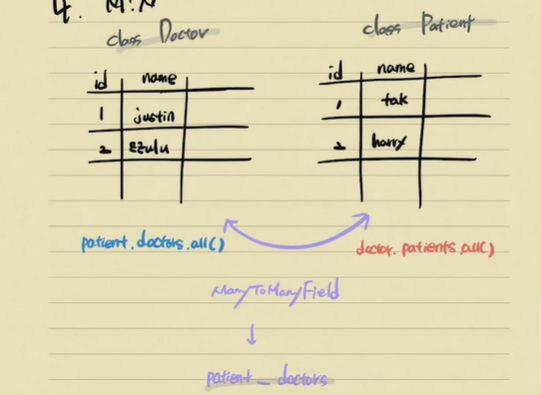 4. M:N
class Doctor
class Patient
id name
1 justin
2 ezulu
id name
1 tak
2 harry
patient.doctors.all()
doctor.patients.all()
ManyToManyField
↓
patient_doctors